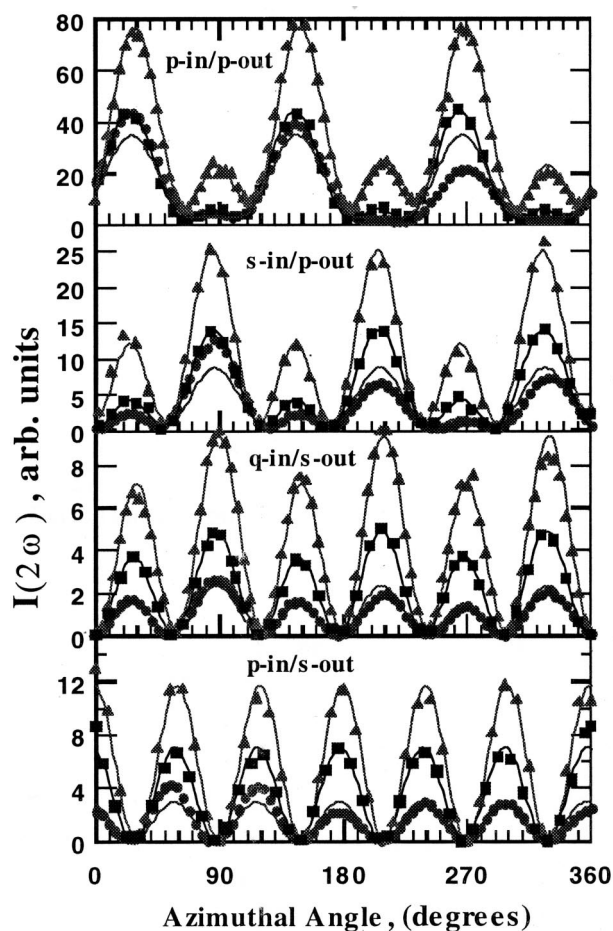 80
p-in/p-out
60
40
20
0
25
s-in/p-out
20
15
10
5
0
8
q-in/s-out
6
4
2
0
p-in/s-out
12
8
4
0
0 90 180 270 360
I(2ω) , arb. units
Azimuthal Angle, (degrees)